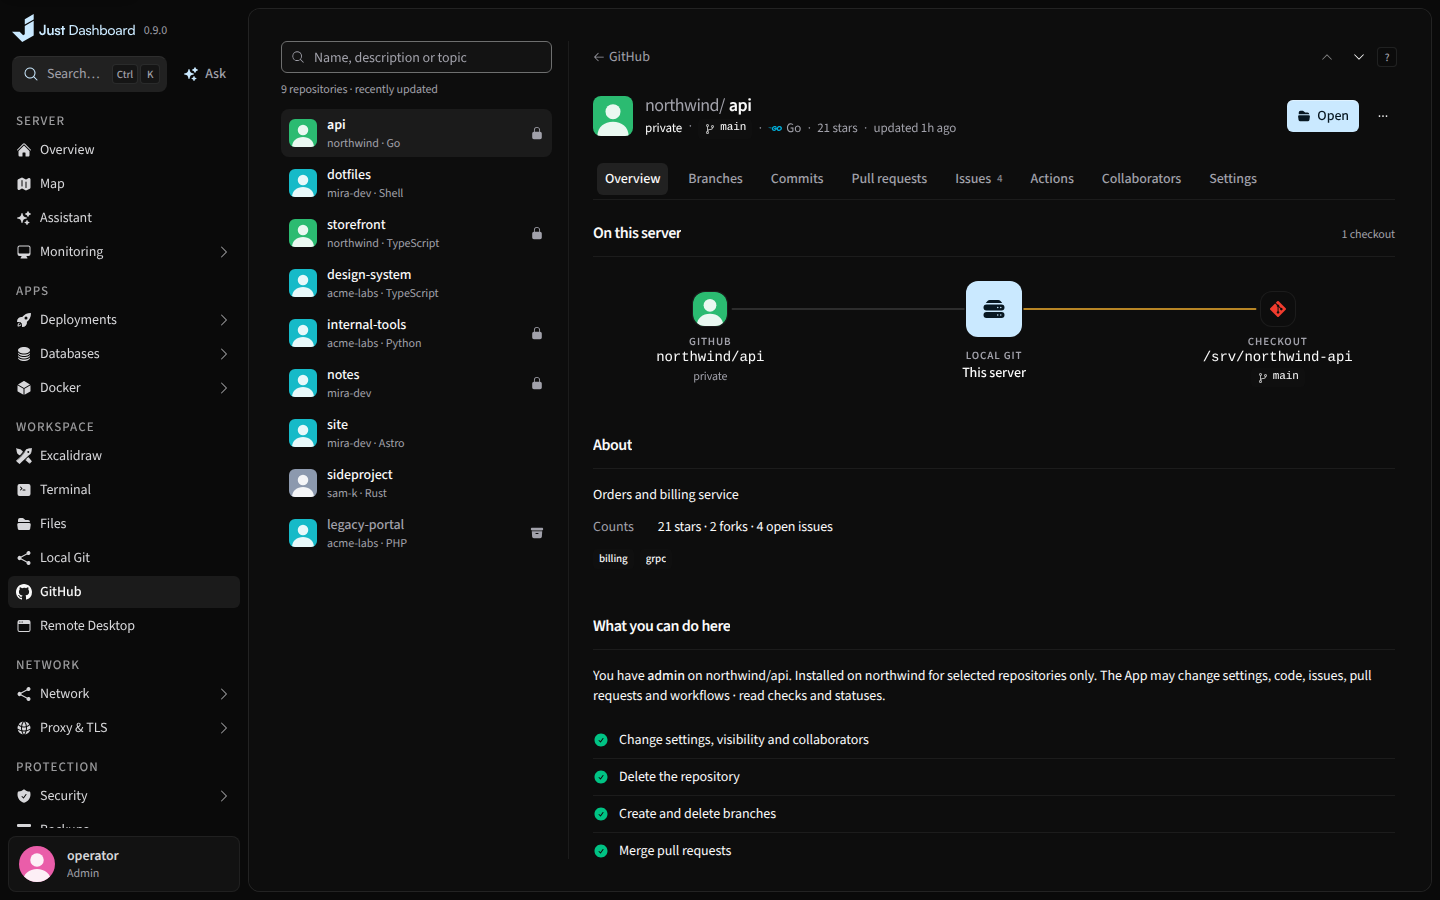 Just Dashboard 0.9.0
Search... Ctrl K
Ask
SERVER
Overview
Map
Assistant
Monitoring
APPS
Deployments
Databases
Docker
WORKSPACE
Excalidraw
Terminal
Files
Local Git
GitHub
Remote Desktop
NETWORK
Network
Proxy & TLS
PROTECTION
Security
operator
Admin
Name, description or topic
9 repositories · recently updated
api
northwind · Go
dotfiles
mira-dev · Shell
storefront
northwind · TypeScript
design-system
acme-labs · TypeScript
internal-tools
acme-labs · Python
notes
mira-dev
site
mira-dev · Astro
sideproject
sam-k · Rust
legacy-portal
acme-labs · PHP
← GitHub
?
northwind/ api
private · main · GO Go · 21 stars · updated 1h ago
Open
...
Overview Branches Commits Pull requests Issues 4 Actions Collaborators Settings
On this server
1 checkout
GITHUB
northwind/api
private
LOCAL GIT
This server
CHECKOUT
/srv/northwind-api
main
About
Orders and billing service
Counts 21 stars · 2 forks · 4 open issues
billing grpc
What you can do here
You have admin on northwind/api. Installed on northwind for selected repositories only. The App may change settings, code, issues, pull
requests and workflows · read checks and statuses.
Change settings, visibility and collaborators
Delete the repository
Create and delete branches
Merge pull requests